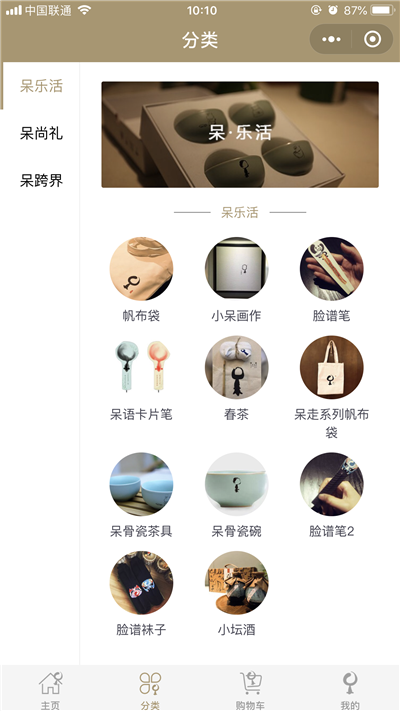 中国联通
10:10
87%
分类
呆乐活
呆尚礼
呆跨界
呆·乐活
呆乐活
帆布袋
小呆画作
脸谱笔
呆语卡片笔
春茶
呆走系列帆布
袋
呆骨瓷茶具
呆骨瓷碗
脸谱笔2
脸谱袜子
小坛酒
主页
分类
购物车
我的